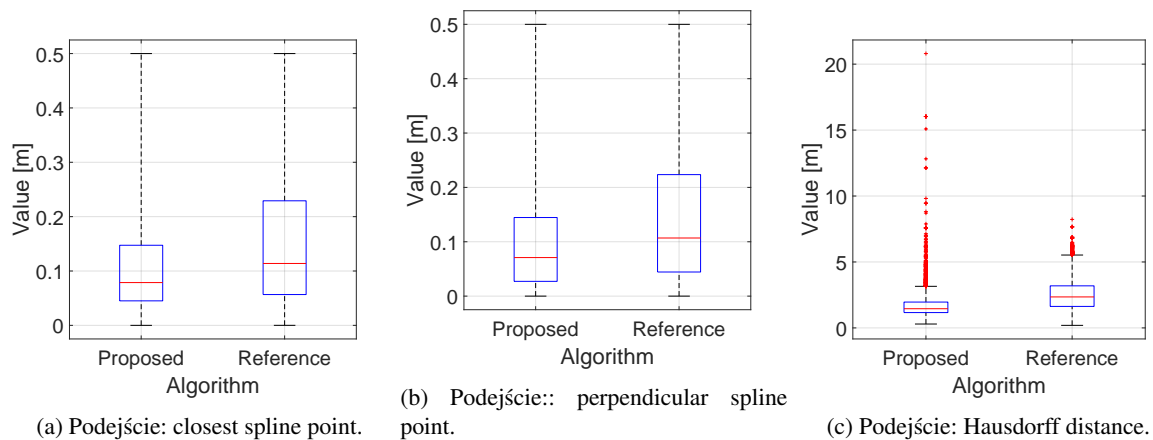 0.5
0.4
0.3
0.2
0.1
0
Value [m]
Proposed
Reference
Algorithm
(a) Podejście: closest spline point.
0.5
0.4
0.3
0.2
0.1
0
Value [m]
Proposed
Reference
Algorithm
(b) Podejście:: perpendicular spline
point.
20
15
10
5
0
Value [m]
Proposed
Reference
Algorithm
(c) Podejście: Hausdorff distance.